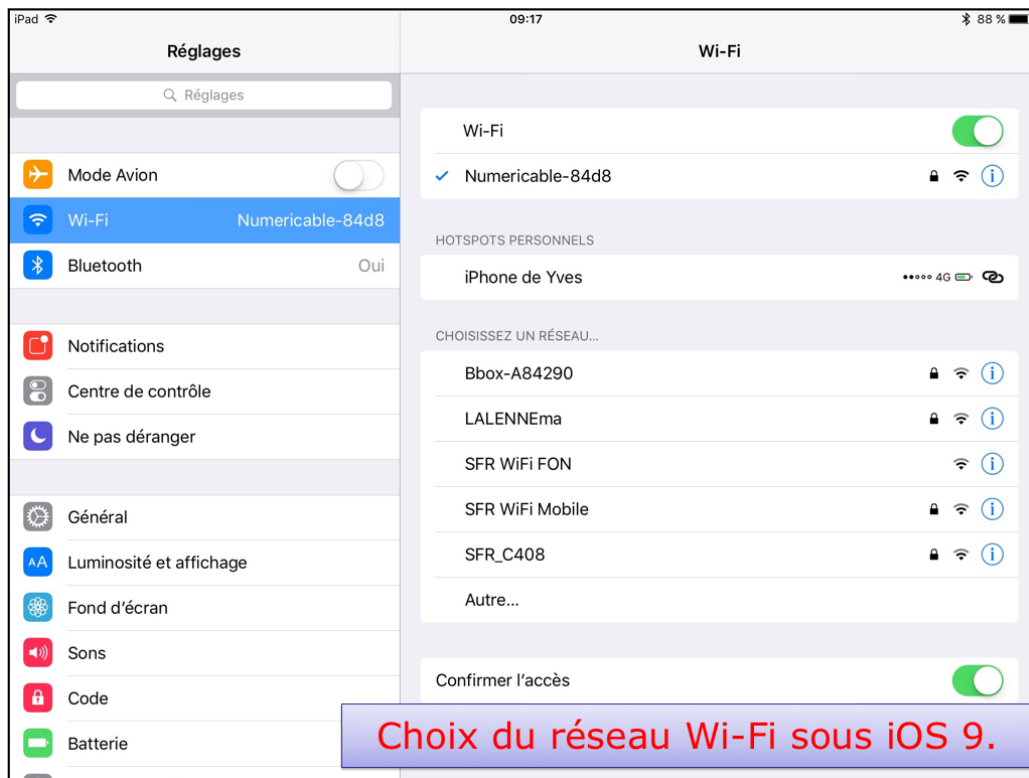 iPad
09:17
88 %
Réglages
Wi-Fi
Réglages
Mode Avion
Wi-Fi Numericable-84d8
Bluetooth Oui
Notifications
Centre de contrôle
Ne pas déranger
Général
AA Luminosité et affichage
Fond d'écran
Sons
Code
Batterie
Wi-Fi
Numericable-84d8
HOTSPOTS PERSONNELS
iPhone de Yves 4G
CHOISISSEZ UN RÉSEAU...
Bbox-A84290
LALENNEma
SFR WiFi FON
SFR WiFi Mobile
SFR_C408
Autre...
Confirmer l'accès
Choix du réseau Wi-Fi sous iOS 9.